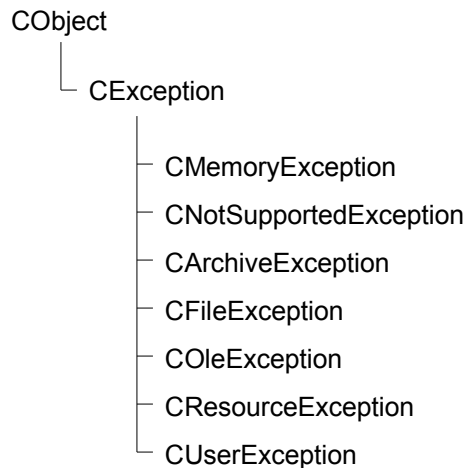 CObject
CException
CMemoryException
CNotSupportedException
CArchiveException
CFileException
COleException
CResourceException
CUserException